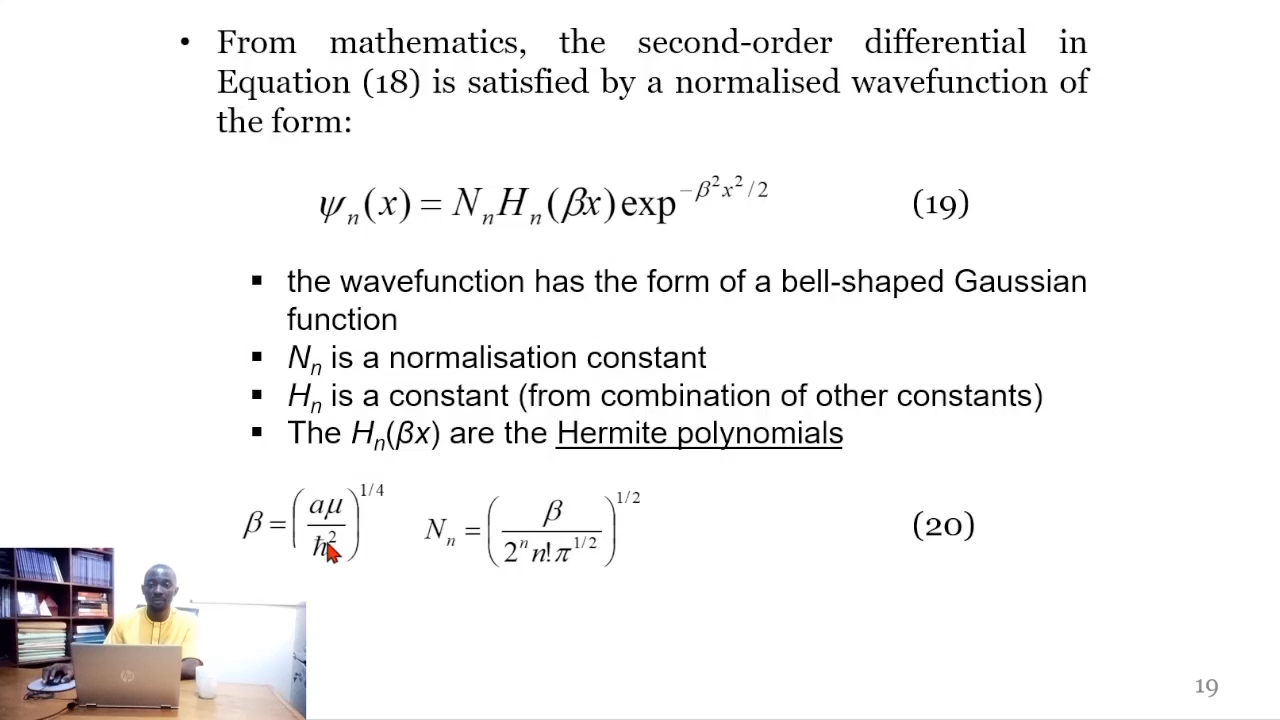 • From mathematics, the second-order differential in
Equation (18) is satisfied by a normalised wavefunction of
the form:
ψₙ(x) = NₙHₙ(βx)exp^(−β²x²/2) (19)
▪ the wavefunction has the form of a bell-shaped Gaussian
function
▪ Nₙ is a normalisation constant
▪ Hₙ is a constant (from combination of other constants)
▪ The Hₙ(βx) are the Hermite polynomials
β = (aμ/ħ²)^(1/4) Nₙ = (β/(2ⁿn!π^(1/2)))^(1/2) (20)
hp
19